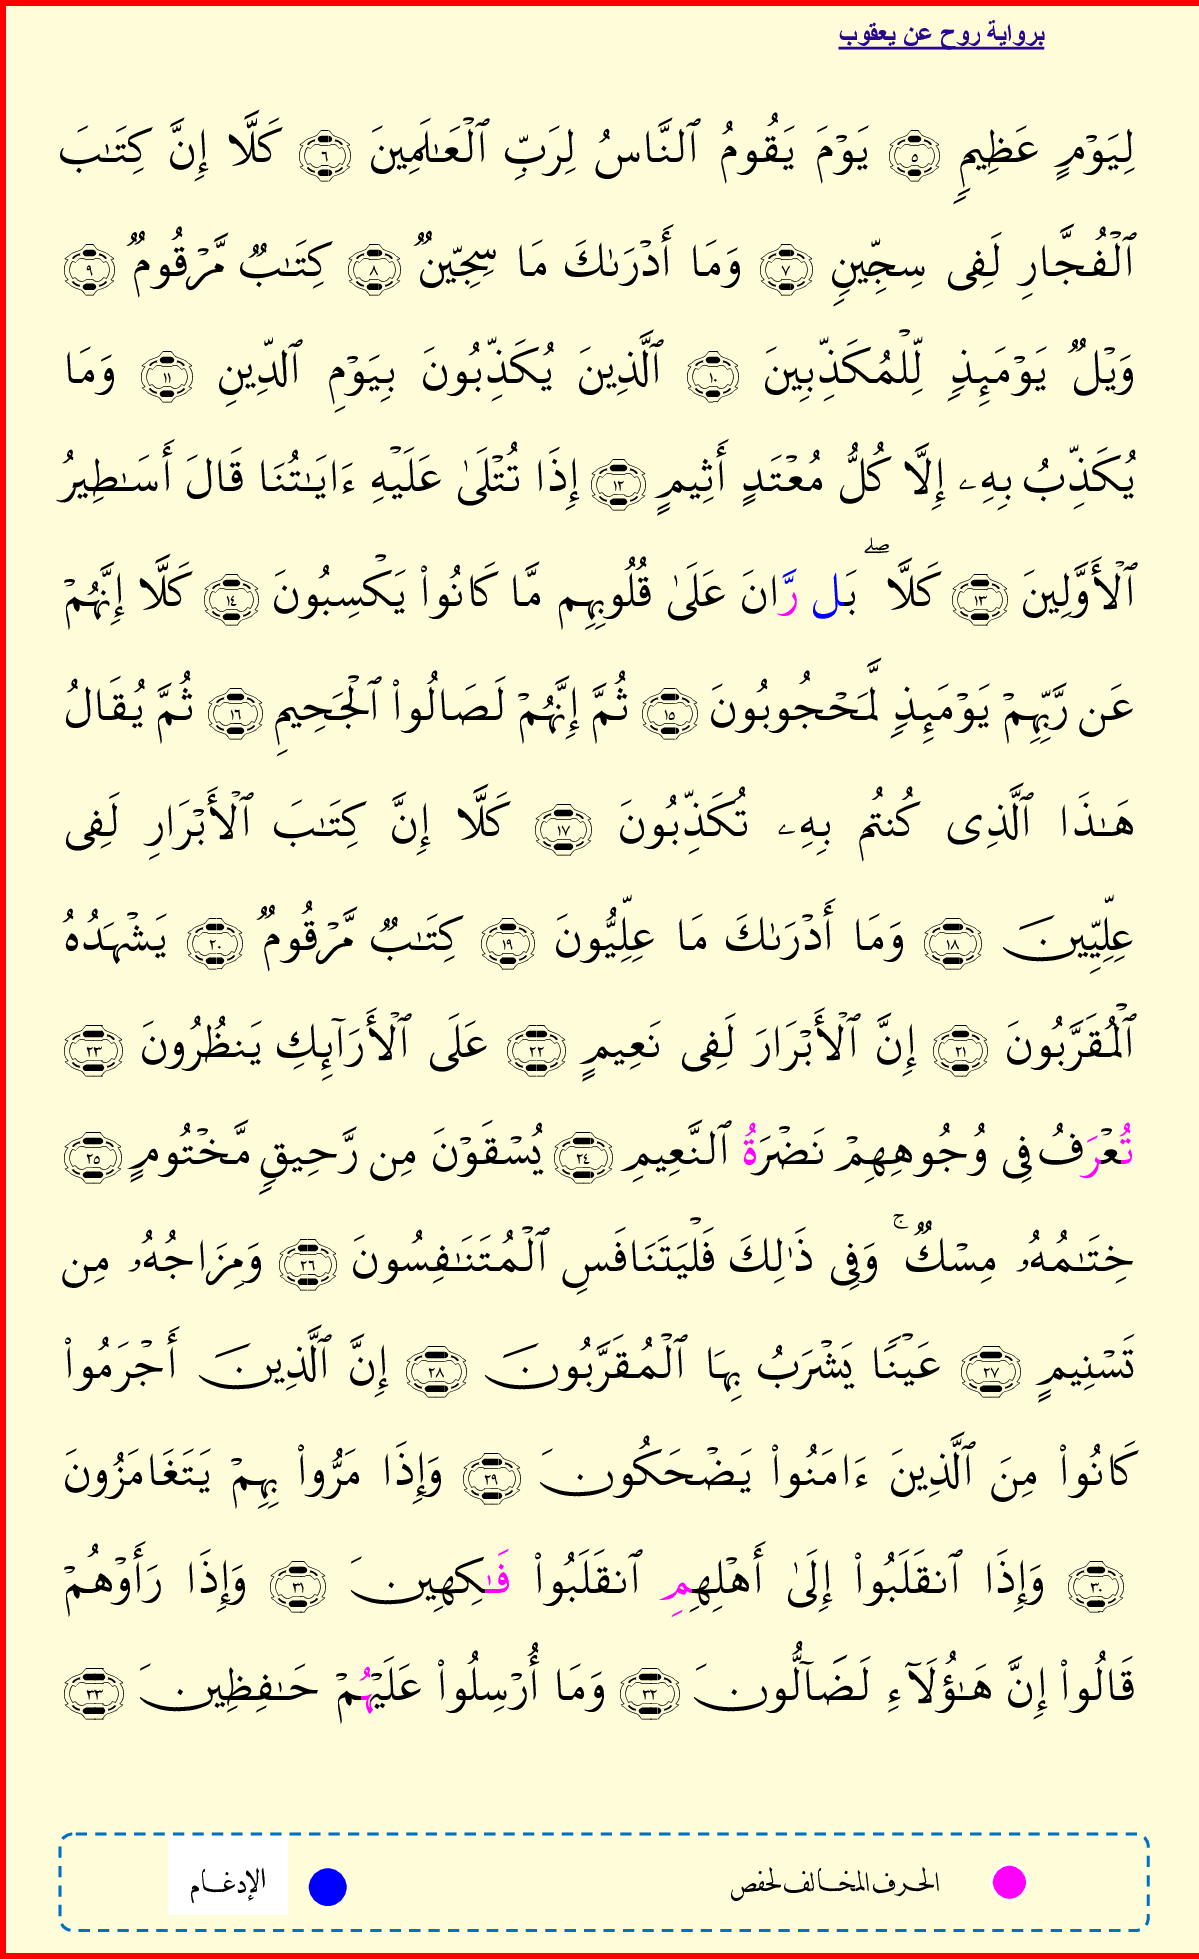 برواية روح عن يعقوب
لِيَوۡمٍ عَظِيمٖ ٥ يَوۡمَ يَقُومُ ٱلنَّاسُ لِرَبِّ ٱلۡعَٰلَمِينَ ٦ كَلَّآ إِنَّ كِتَٰبَ
ٱلۡفُجَّارِ لَفِي سِجِّينٖ ٧ وَمَا أَدۡرَىٰكَ مَا سِجِّينٞ ٨ كِتَٰبٞ مَّرۡقُومٞ ٩
وَيۡلٞ يَوۡمَئِذٖ لِّلۡمُكَذِّبِينَ ١٠ ٱلَّذِينَ يُكَذِّبُونَ بِيَوۡمِ ٱلدِّينِ ١١ وَمَا
يُكَذِّبُ بِهِۦ إِلَّا كُلُّ مُعۡتَدٍ أَثِيمٍ ١٢ إِذَا تُتۡلَىٰ عَلَيۡهِ ءَايَٰتُنَا قَالَ أَسَٰطِيرُ
ٱلۡأَوَّلِينَ ١٣ كَلَّاۖ بَل رَّانَ عَلَىٰ قُلُوبِهِم مَّا كَانُواْ يَكۡسِبُونَ ١٤ كَلَّا إِنَّهُمۡ
عَن رَّبِّهِمۡ يَوۡمَئِذٖ لَّمَحۡجُوبُونَ ١٥ ثُمَّ إِنَّهُمۡ لَصَالُواْ ٱلۡجَحِيمِ ١٦ ثُمَّ يُقَالُ
هَٰذَا ٱلَّذِي كُنتُم بِهِۦ تُكَذِّبُونَ ١٧ كَلَّا إِنَّ كِتَٰبَ ٱلۡأَبۡرَارِ لَفِي
عِلِّيِّينَ ١٨ وَمَا أَدۡرَىٰكَ مَا عِلِّيُّونَ ١٩ كِتَٰبٞ مَّرۡقُومٞ ٢٠ يَشۡهَدُهُ
ٱلۡمُقَرَّبُونَ ٢١ إِنَّ ٱلۡأَبۡرَارَ لَفِي نَعِيمٍ ٢٢ عَلَى ٱلۡأَرَآئِكِ يَنظُرُونَ ٢٣
تُعۡرَفُ فِي وُجُوهِهِمۡ نَضۡرَةُ ٱلنَّعِيمِ ٢٤ يُسۡقَوۡنَ مِن رَّحِيقٖ مَّخۡتُومٍ ٢٥
خِتَٰمُهُۥ مِسۡكٞۚ وَفِي ذَٰلِكَ فَلۡيَتَنَافَسِ ٱلۡمُتَنَٰفِسُونَ ٢٦ وَمِزَاجُهُۥ مِن
تَسۡنِيمٍ ٢٧ عَيۡنٗا يَشۡرَبُ بِهَا ٱلۡمُقَرَّبُونَ ٢٨ إِنَّ ٱلَّذِينَ أَجۡرَمُواْ
كَانُواْ مِنَ ٱلَّذِينَ ءَامَنُواْ يَضۡحَكُونَ ٢٩ وَإِذَا مَرُّواْ بِهِمۡ يَتَغَامَزُونَ
٣٠ وَإِذَا ٱنقَلَبُواْ إِلَىٰ أَهۡلِهِمِ ٱنقَلَبُواْ فَٰكِهِينَ ٣١ وَإِذَا رَأَوۡهُمۡ
قَالُواْ إِنَّ هَٰؤُلَآءِ لَضَآلُّونَ ٣٢ وَمَا أُرۡسِلُواْ عَلَيۡهُمۡ حَٰفِظِينَ ٣٣
الحرف المخالف لحفص
الإدغام